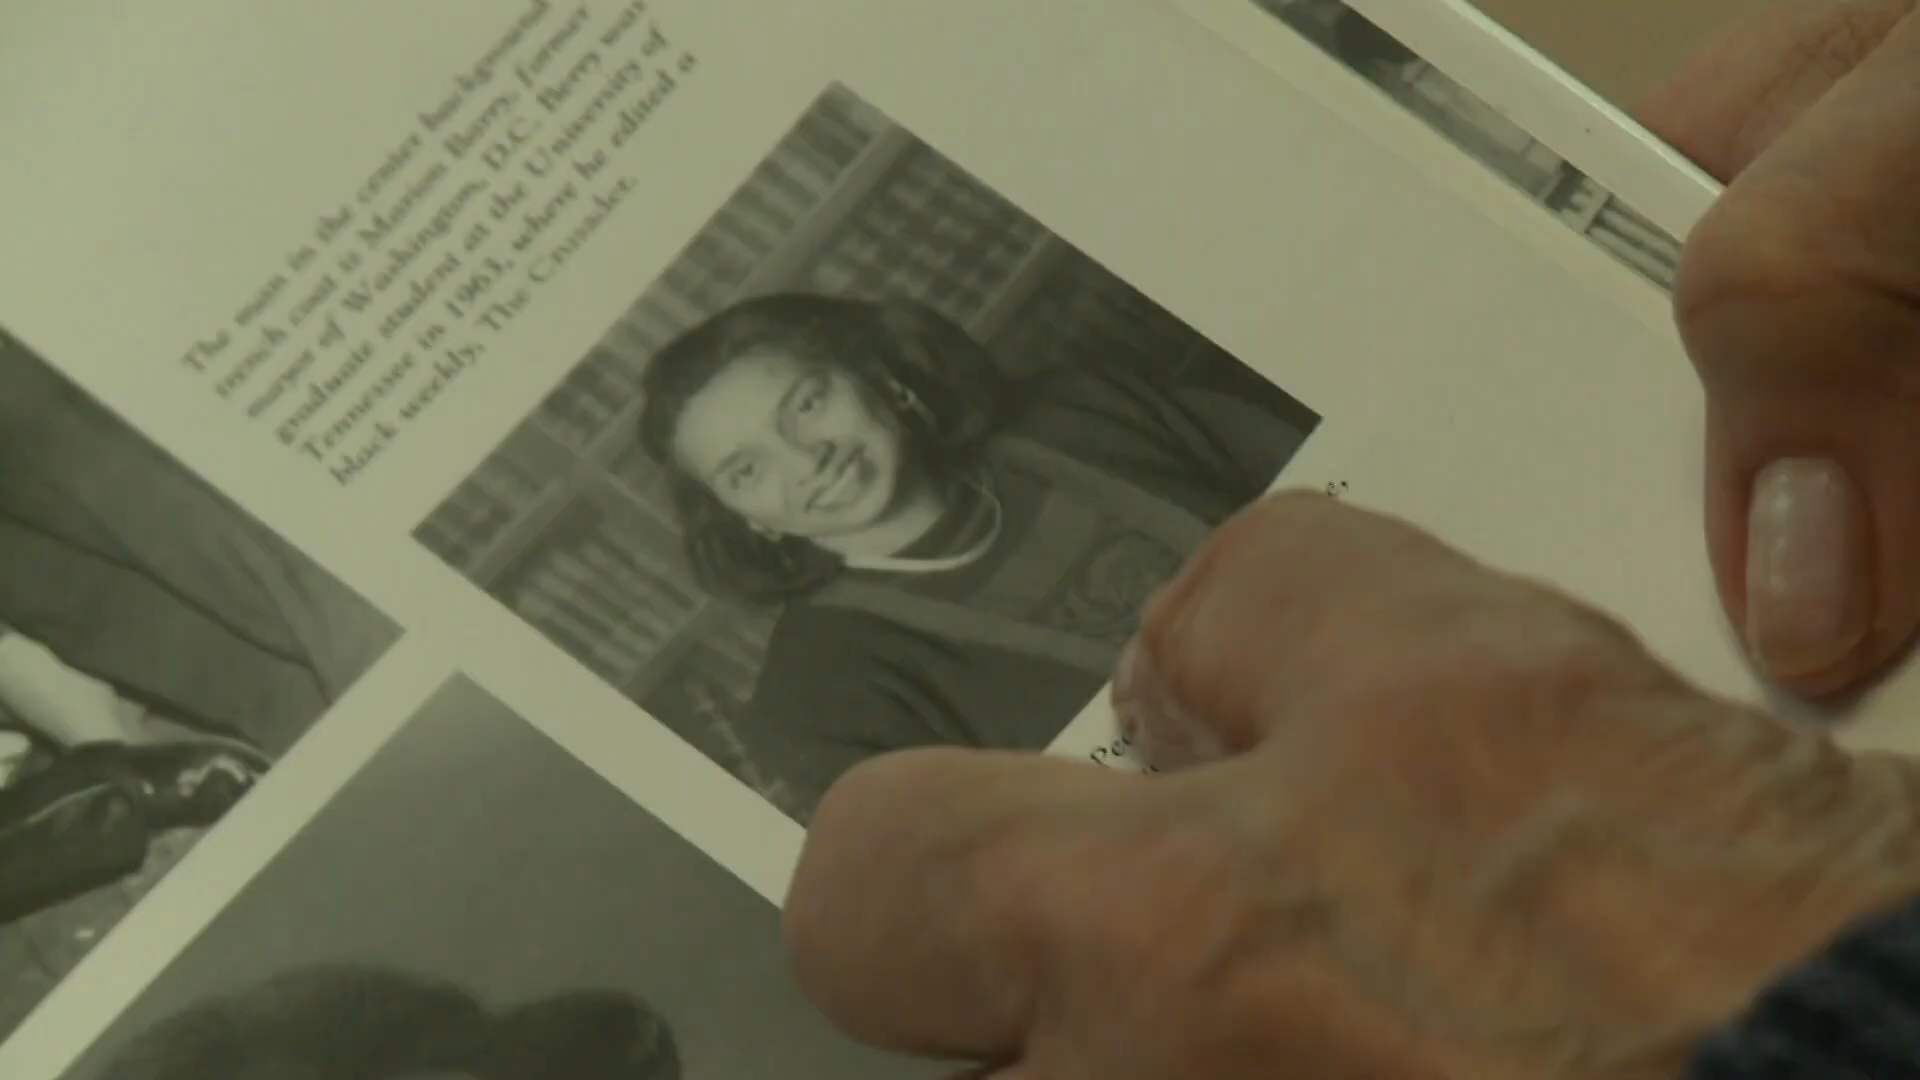 The man in the center background
trench coat is Marion Barry, former
mayor of Washington, D.C. Berry was
graduate student at the University of
Tennessee in 1963, where he edited a
black weekly, The Crusader.